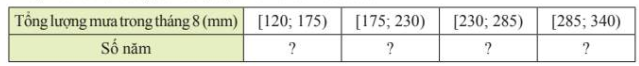 Tổng lượng mưa trong tháng 8 (mm) [120; 175) [175; 230) [230; 285) [285; 340)
Số năm ? ? ? ?